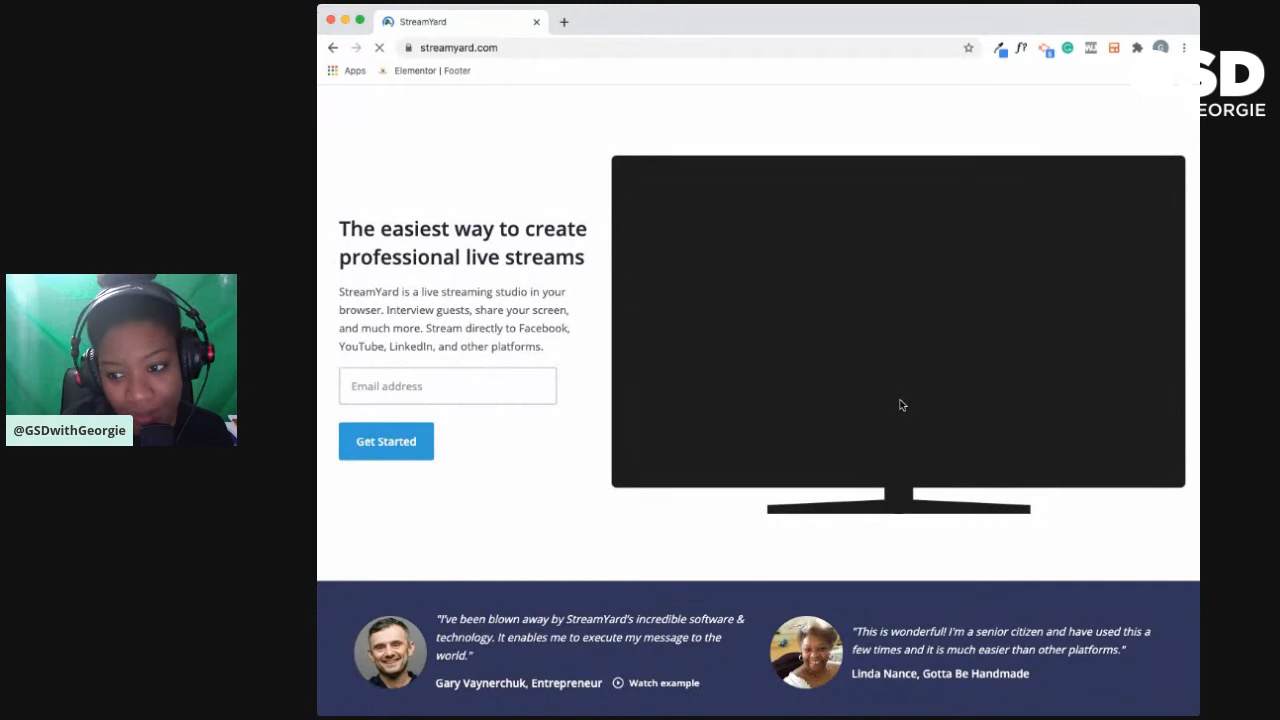 StreamYard
streamyard.com
Apps
Elementor | Footer
SD
EORGIE
The easiest way to create
professional live streams
StreamYard is a live streaming studio in your
browser. Interview guests, share your screen,
and much more. Stream directly to Facebook,
YouTube, LinkedIn, and other platforms.
Email address
Get Started
@GSDwithGeorgie
"I've been blown away by StreamYard's incredible software &
technology. It enables me to execute my message to the
world."
Gary Vaynerchuk, Entrepreneur
Watch example
"This is wonderful! I'm a senior citizen and have used this a
few times and it is much easier than other platforms."
Linda Nance, Gotta Be Handmade